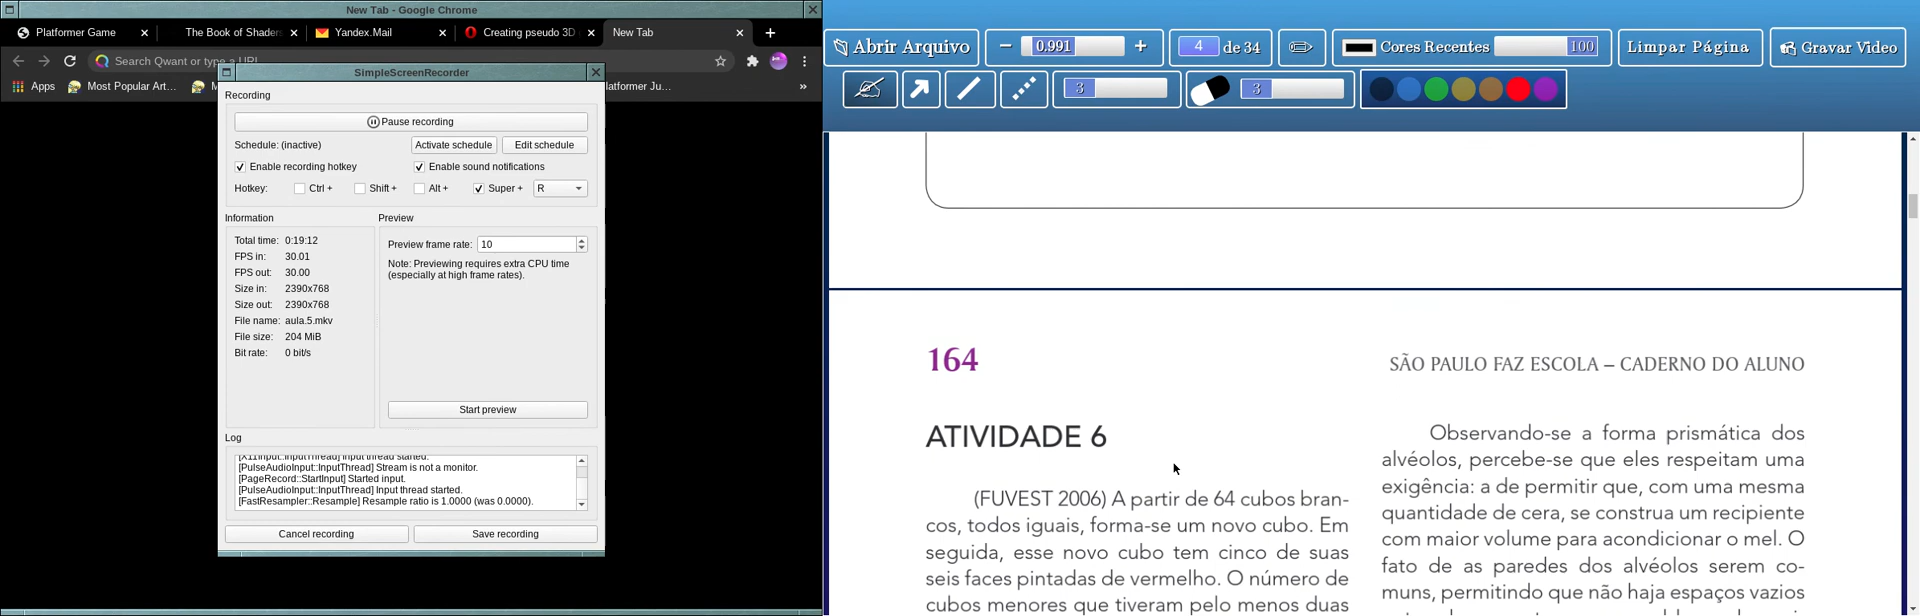 New Tab - Google Chrome
Platformer Game
The Book of Shaders
Yandex.Mail
Creating pseudo 3D
New Tab
Search Qwant or type a URL
Apps
Most Popular Art...
latformer Ju...
»
SimpleScreenRecorder
Recording
Pause recording
Schedule: (inactive)
Activate schedule
Edit schedule
Enable recording hotkey
Enable sound notifications
Hotkey: Ctrl + Shift + Alt + Super + R
Information
Total time: 0:19:12
FPS in: 30.01
FPS out: 30.00
Size in: 2390x768
Size out: 2390x768
File name: aula.5.mkv
File size: 204 MiB
Bit rate: 0 bit/s
Preview
Preview frame rate: 10
Note: Previewing requires extra CPU time
(especially at high frame rates).
Start preview
Log
[X11Input::InputThread] Input thread started.
[PulseAudioInput::InputThread] Stream is not a monitor.
[PageRecord::StartInput] Started input.
[PulseAudioInput::InputThread] Input thread started.
[FastResampler::Resample] Resample ratio is 1.0000 (was 0.0000).
Cancel recording
Save recording
Abrir Arquivo
− 0.991 +
4 de 34
Cores Recentes 100
Limpar Página
Gravar Video
3
3
164
SÃO PAULO FAZ ESCOLA – CADERNO DO ALUNO
ATIVIDADE 6
(FUVEST 2006) A partir de 64 cubos bran-
cos, todos iguais, forma-se um novo cubo. Em
seguida, esse novo cubo tem cinco de suas
seis faces pintadas de vermelho. O número de
cubos menores que tiveram pelo menos duas
Observando-se a forma prismática dos
alvéolos, percebe-se que eles respeitam uma
exigência: a de permitir que, com uma mesma
quantidade de cera, se construa um recipiente
com maior volume para acondicionar o mel. O
fato de as paredes dos alvéolos serem co-
muns, permitindo que não haja espaços vazios